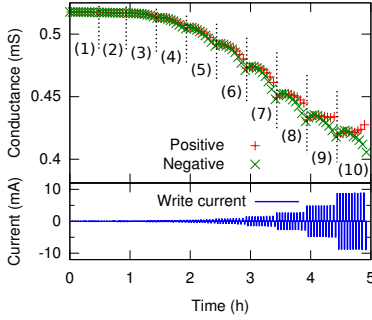 0.5
0.45
0.4
Conductance (mS)
(1) (2) (3) (4) (5) (6) (7) (8) (9) (10)
Positive
Negative
10
0
-10
Current (mA)
Write current
0 1 2 3 4 5
Time (h)